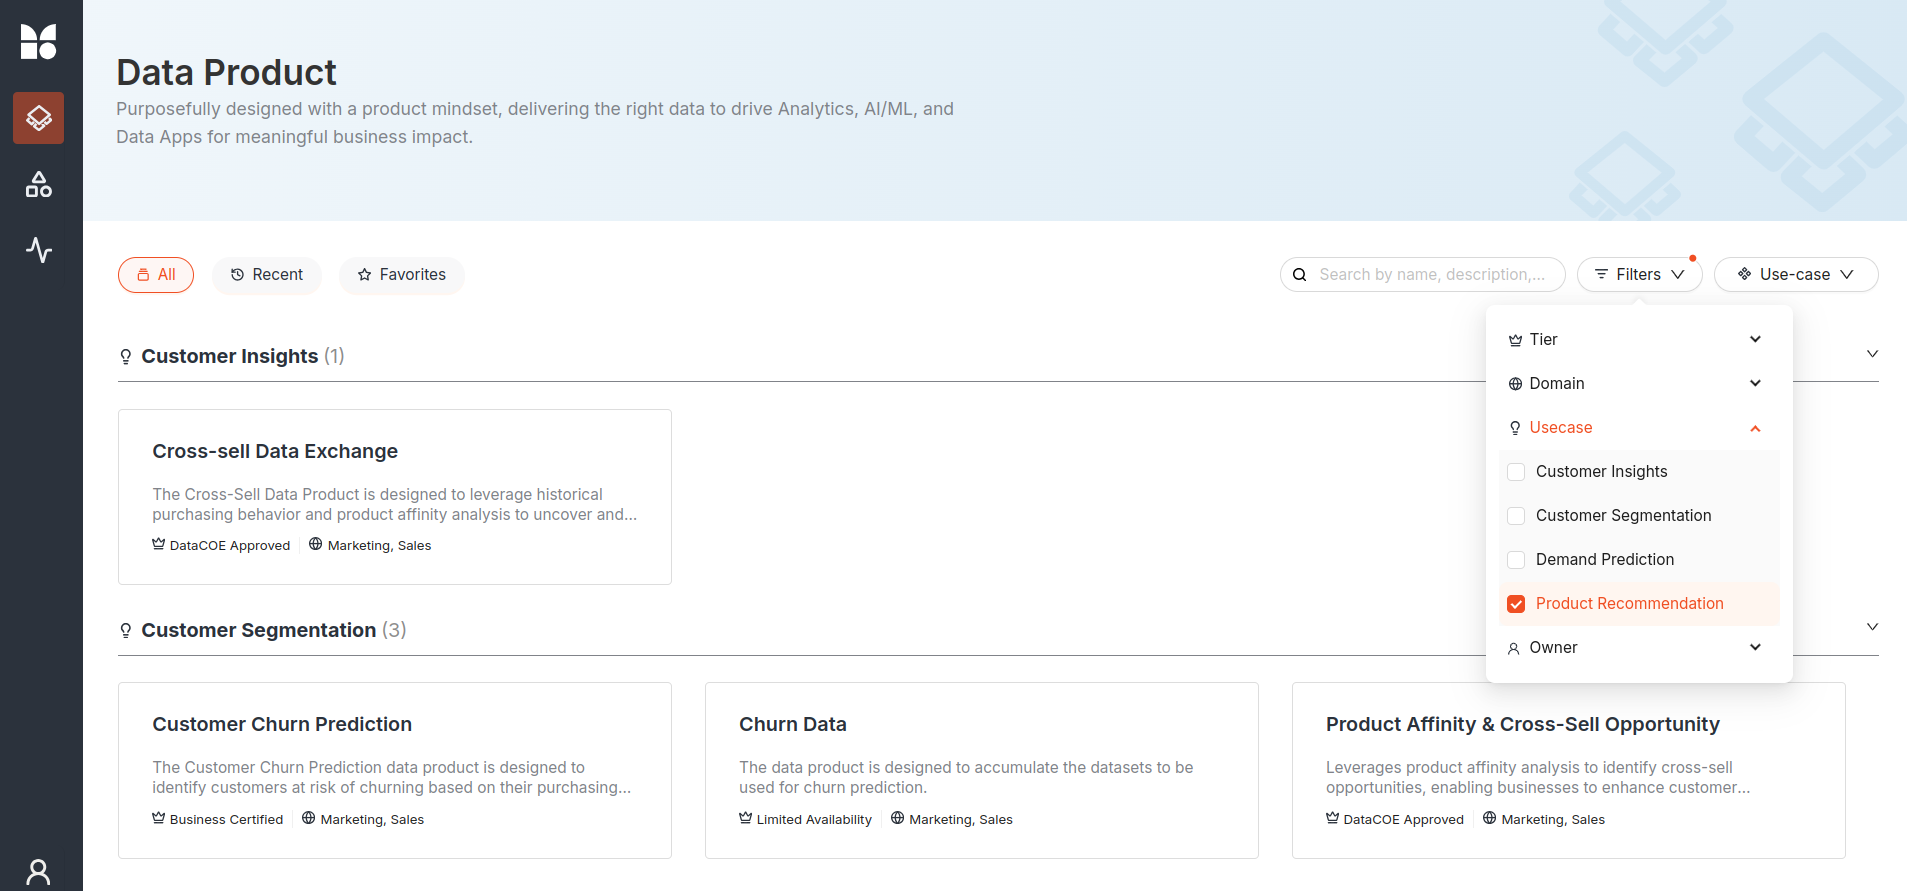 Data Product
Purposefully designed with a product mindset, delivering the right data to drive Analytics, AI/ML, and
Data Apps for meaningful business impact.
All
Recent
Favorites
Search by name, description,...
Filters
Use-case
Tier
Domain
Usecase
Customer Insights
Customer Segmentation
Demand Prediction
Product Recommendation
Owner
Customer Insights (1)
Cross-sell Data Exchange
The Cross-Sell Data Product is designed to leverage historical
purchasing behavior and product affinity analysis to uncover and...
DataCOE Approved
Marketing, Sales
Customer Segmentation (3)
Customer Churn Prediction
The Customer Churn Prediction data product is designed to
identify customers at risk of churning based on their purchasing...
Business Certified
Marketing, Sales
Churn Data
The data product is designed to accumulate the datasets to be
used for churn prediction.
Limited Availability
Marketing, Sales
Product Affinity & Cross-Sell Opportunity
Leverages product affinity analysis to identify cross-sell
opportunities, enabling businesses to enhance customer...
DataCOE Approved
Marketing, Sales